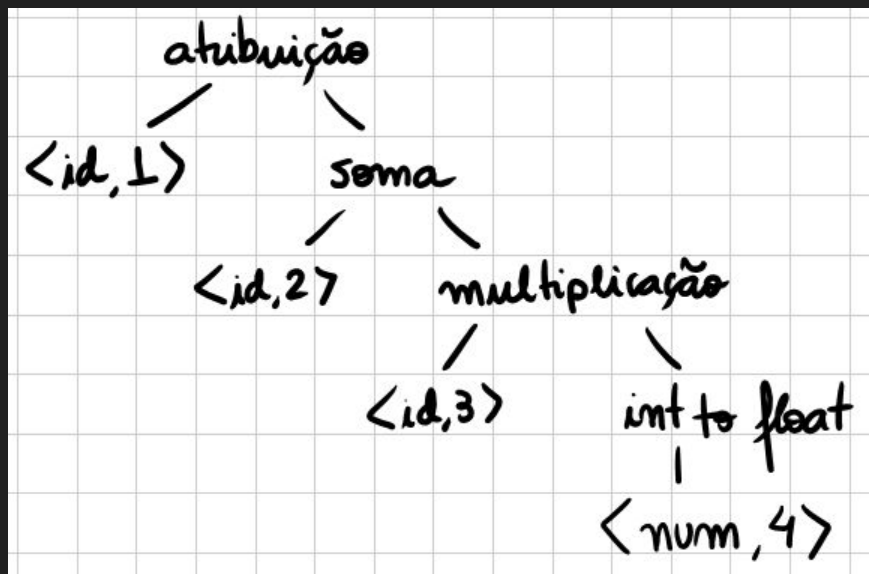 atribuição
<id,1> soma
<id,2> multiplicação
<id,3> int to float
<num,4>